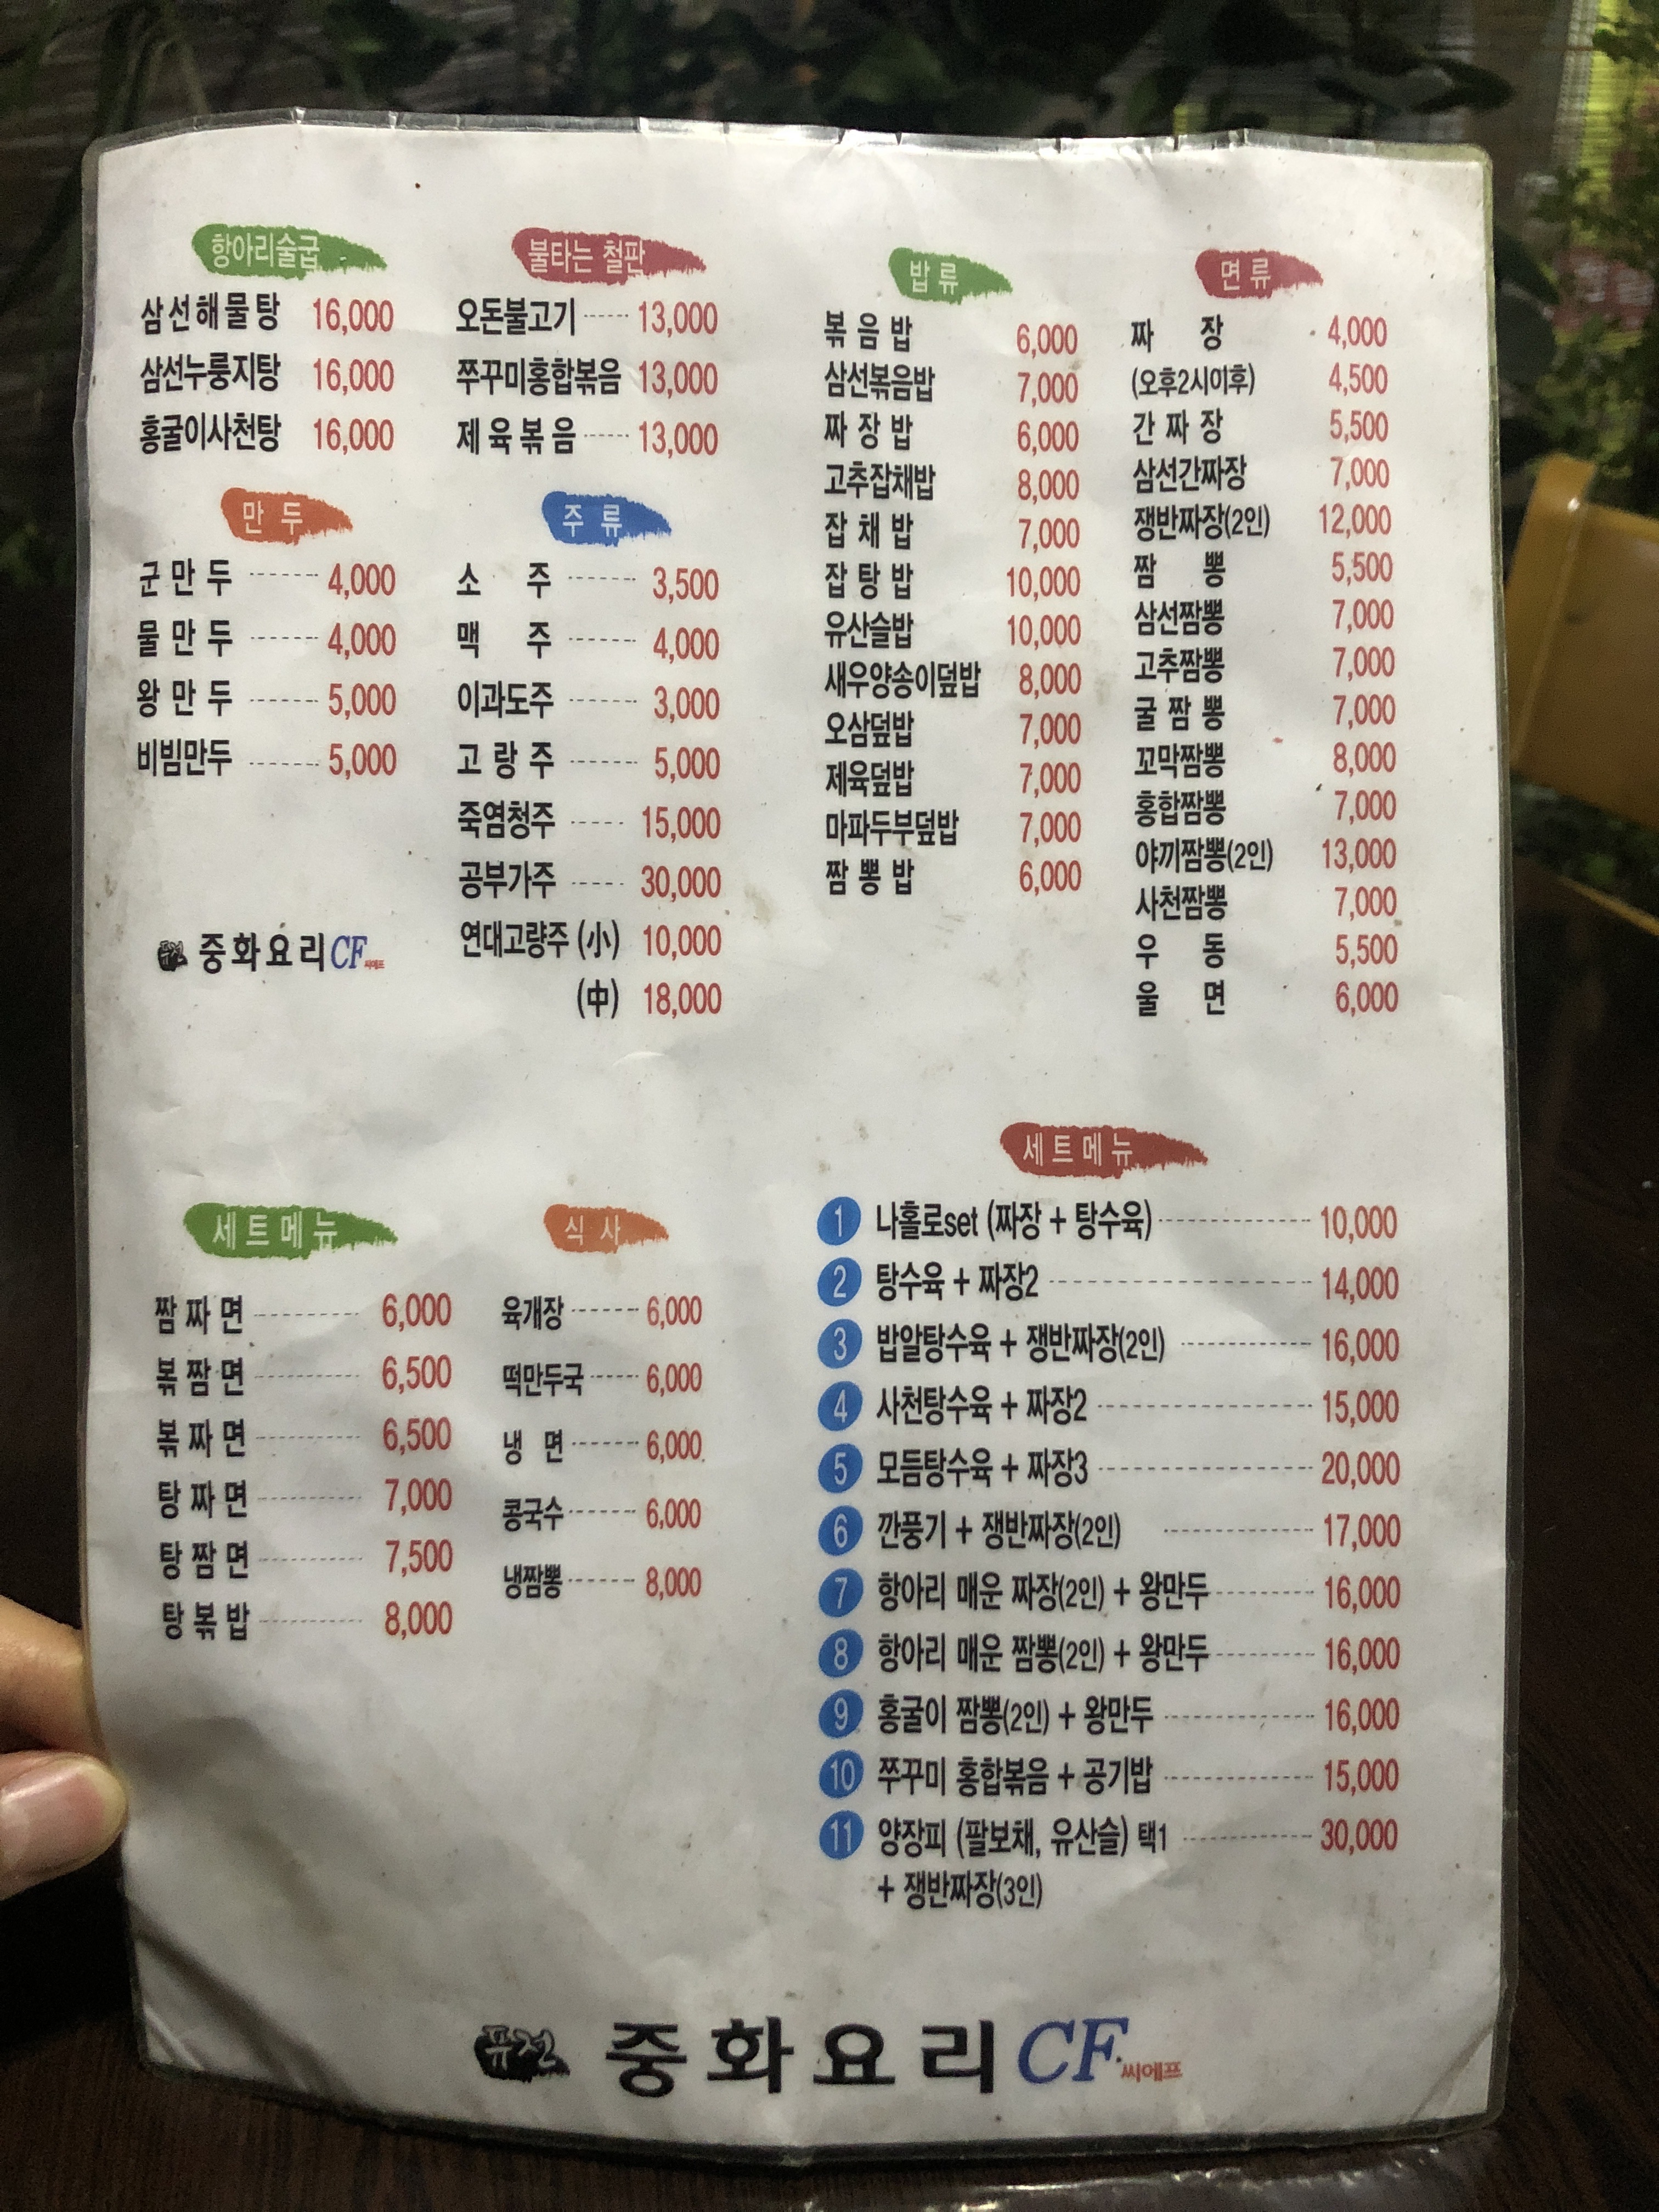 항아리술굽
삼선해물탕 16,000
삼선누룽지탕 16,000
홍굴이사천탕 16,000
불타는 철판
오돈불고기 13,000
쭈꾸미홍합볶음 13,000
제육볶음 13,000
만두
군만두 4,000
물만두 4,000
왕만두 5,000
비빔만두 5,000
퓨전 중화요리CF 씨에프
주류
소주 3,500
맥주 4,000
이과도주 3,000
고량주 5,000
죽염청주 15,000
공부가주 30,000
연대고량주 (小) 10,000
(中) 18,000
밥류
볶음밥 6,000
삼선볶음밥 7,000
짜장밥 6,000
고추잡채밥 8,000
잡채밥 7,000
잡탕밥 10,000
유산슬밥 10,000
새우양송이덮밥 8,000
오삼덮밥 7,000
제육덮밥 7,000
마파두부덮밥 7,000
짬뽕밥 6,000
면류
짜장 4,000
(오후2시이후) 4,500
간짜장 5,500
삼선간짜장 7,000
쟁반짜장(2인) 12,000
짬뽕 5,500
삼선짬뽕 7,000
고추짬뽕 7,000
굴짬뽕 7,000
꼬막짬뽕 8,000
홍합짬뽕 7,000
야끼짬뽕(2인) 13,000
사천짬뽕 7,000
우동 5,500
울면 6,000
세트메뉴
짬짜면 6,000
볶짬면 6,500
볶짜면 6,500
탕짜면 7,000
탕짬면 7,500
탕볶밥 8,000
식사
육개장 6,000
떡만두국 6,000
냉면 6,000
콩국수 6,000
냉짬뽕 8,000
세트메뉴
1 나홀로set (짜장 + 탕수육) 10,000
2 탕수육 + 짜장2 14,000
3 밥알탕수육 + 쟁반짜장(2인) 16,000
4 사천탕수육 + 짜장2 15,000
5 모듬탕수육 + 짜장3 20,000
6 깐풍기 + 쟁반짜장(2인) 17,000
7 항아리 매운 짜장(2인) + 왕만두 16,000
8 항아리 매운 짬뽕(2인) + 왕만두 16,000
9 홍굴이 짬뽕(2인) + 왕만두 16,000
10 쭈꾸미 홍합볶음 + 공기밥 15,000
11 양장피 (팔보채, 유산슬) 택1 30,000
+ 쟁반짜장(3인)
퓨전 중화요리CF 씨에프